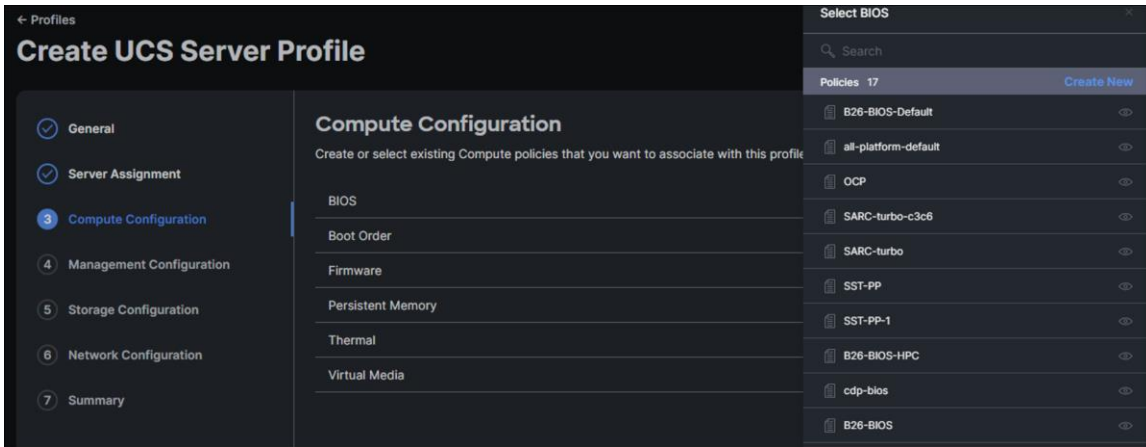 ← Profiles
Create UCS Server Profile
General
Server Assignment
3 Compute Configuration
4 Management Configuration
5 Storage Configuration
6 Network Configuration
7 Summary
Compute Configuration
Create or select existing Compute policies that you want to associate with this profile
BIOS
Boot Order
Firmware
Persistent Memory
Thermal
Virtual Media
Select BIOS
Search
Policies 17 Create New
B26-BIOS-Default
all-platform-default
OCP
SARC-turbo-c3c6
SARC-turbo
SST-PP
SST-PP-1
B26-BIOS-HPC
cdp-bios
B26-BIOS